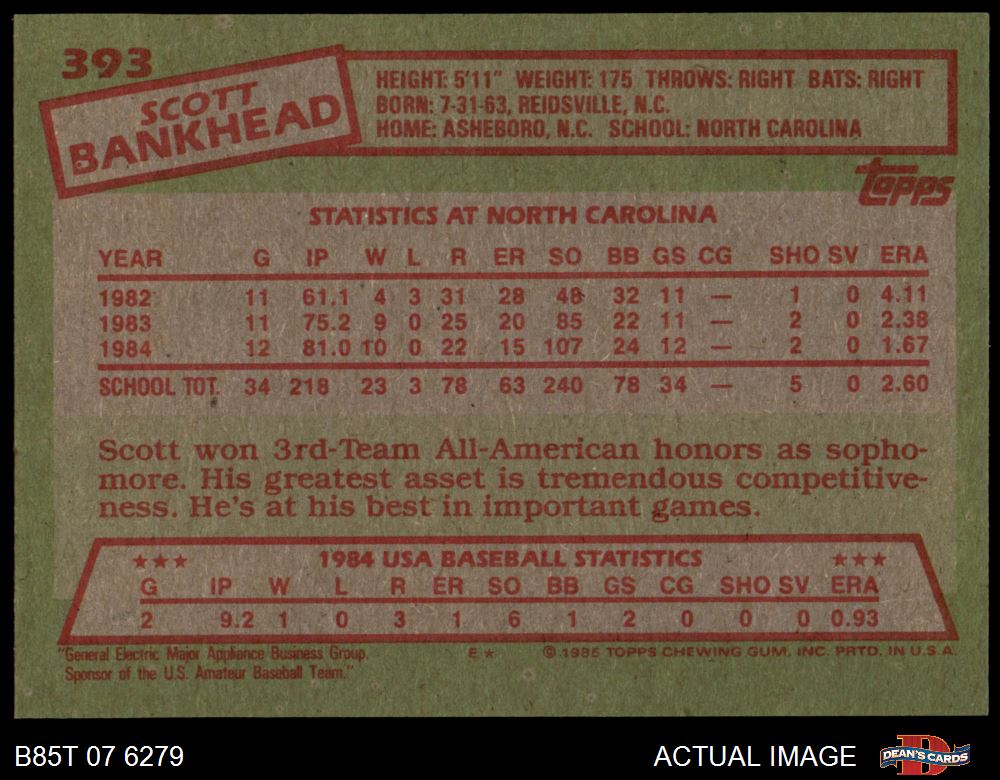 393
SCOTT
BANKHEAD
HEIGHT: 5'11" WEIGHT: 175 THROWS: RIGHT BATS: RIGHT
BORN: 7-31-63, REIDSVILLE, N.C.
HOME: ASHEBORO, N.C. SCHOOL: NORTH CAROLINA
topps
STATISTICS AT NORTH CAROLINA
YEAR G IP W L R ER SO BB GS CG SHO SV ERA
1982 11 61.1 4 3 31 28 48 32 11 — 1 0 4.11
1983 11 75.2 9 0 25 20 85 22 11 — 2 0 2.38
1984 12 81.0 10 0 22 15 107 24 12 — 2 0 1.67
SCHOOL TOT. 34 218 23 3 78 63 240 78 34 — 5 0 2.60
Scott won 3rd-Team All-American honors as sopho-
more. His greatest asset is tremendous competitive-
ness. He's at his best in important games.
★★★ 1984 USA BASEBALL STATISTICS ★★★
G IP W L R ER SO BB GS CG SHO SV ERA
2 9.2 1 0 3 1 6 1 2 0 0 0 0.93
"General Electric Major Appliance Business Group.
Sponsor of the U.S. Amateur Baseball Team."
E★ © 1985 TOPPS CHEWING GUM, INC. PRTD. IN U.S.A.
B85T 07 6279
ACTUAL IMAGE
DEAN'S CARDS